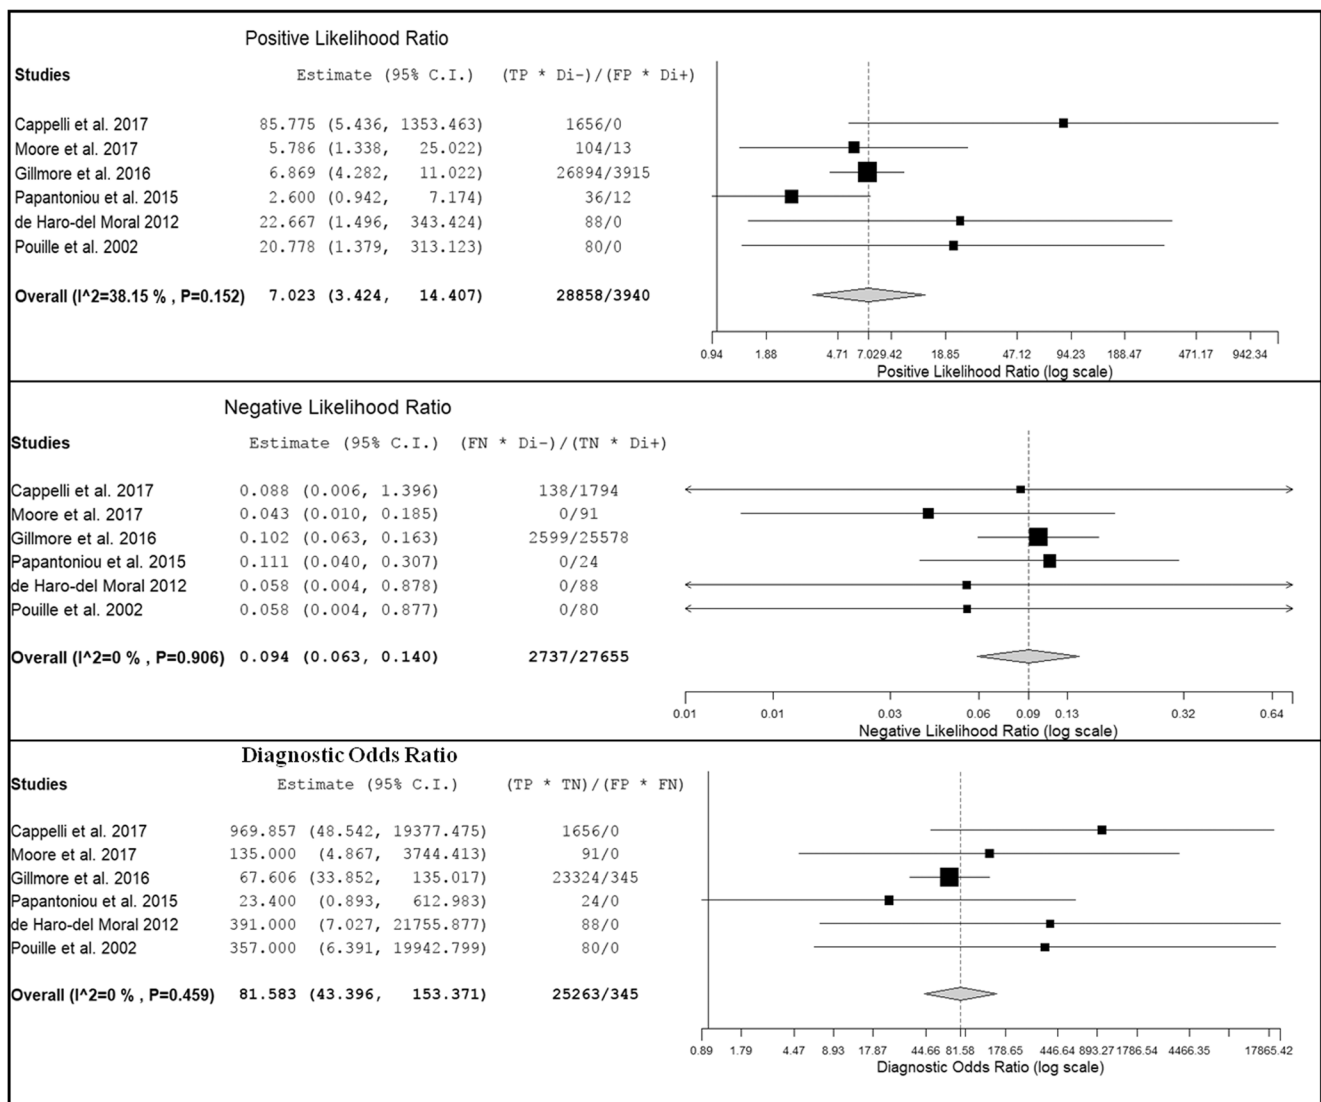 Positive Likelihood Ratio
Studies Estimate (95% C.I.) (TP * Di-)/(FP * Di+)
Cappelli et al. 2017 85.775 (5.436, 1353.463) 1656/0
Moore et al. 2017 5.786 (1.338, 25.022) 104/13
Gillmore et al. 2016 6.869 (4.282, 11.022) 26894/3915
Papantoniou et al. 2015 2.600 (0.942, 7.174) 36/12
de Haro-del Moral 2012 22.667 (1.496, 343.424) 88/0
Pouille et al. 2002 20.778 (1.379, 313.123) 80/0
Overall (I^2=38.15 % , P=0.152) 7.023 (3.424, 14.407) 28858/3940
0.94 1.88 4.71 7.029.42 18.85 47.12 94.23 188.47 471.17 942.34
Positive Likelihood Ratio (log scale)
Negative Likelihood Ratio
Studies Estimate (95% C.I.) (FN * Di-)/(TN * Di+)
Cappelli et al. 2017 0.088 (0.006, 1.396) 138/1794
Moore et al. 2017 0.043 (0.010, 0.185) 0/91
Gillmore et al. 2016 0.102 (0.063, 0.163) 2599/25578
Papantoniou et al. 2015 0.111 (0.040, 0.307) 0/24
de Haro-del Moral 2012 0.058 (0.004, 0.878) 0/88
Pouille et al. 2002 0.058 (0.004, 0.877) 0/80
Overall (I^2=0 % , P=0.906) 0.094 (0.063, 0.140) 2737/27655
0.01 0.01 0.03 0.06 0.09 0.13 0.32 0.64
Negative Likelihood Ratio (log scale)
Diagnostic Odds Ratio
Studies Estimate (95% C.I.) (TP * TN)/(FP * FN)
Cappelli et al. 2017 969.857 (48.542, 19377.475) 1656/0
Moore et al. 2017 135.000 (4.867, 3744.413) 91/0
Gillmore et al. 2016 67.606 (33.852, 135.017) 23324/345
Papantoniou et al. 2015 23.400 (0.893, 612.983) 24/0
de Haro-del Moral 2012 391.000 (7.027, 21755.877) 88/0
Pouille et al. 2002 357.000 (6.391, 19942.799) 80/0
Overall (I^2=0 % , P=0.459) 81.583 (43.396, 153.371) 25263/345
0.89 1.79 4.47 8.93 17.87 44.66 81.58 178.65 446.64 893.27 1786.54 4466.35 17865.42
Diagnostic Odds Ratio (log scale)